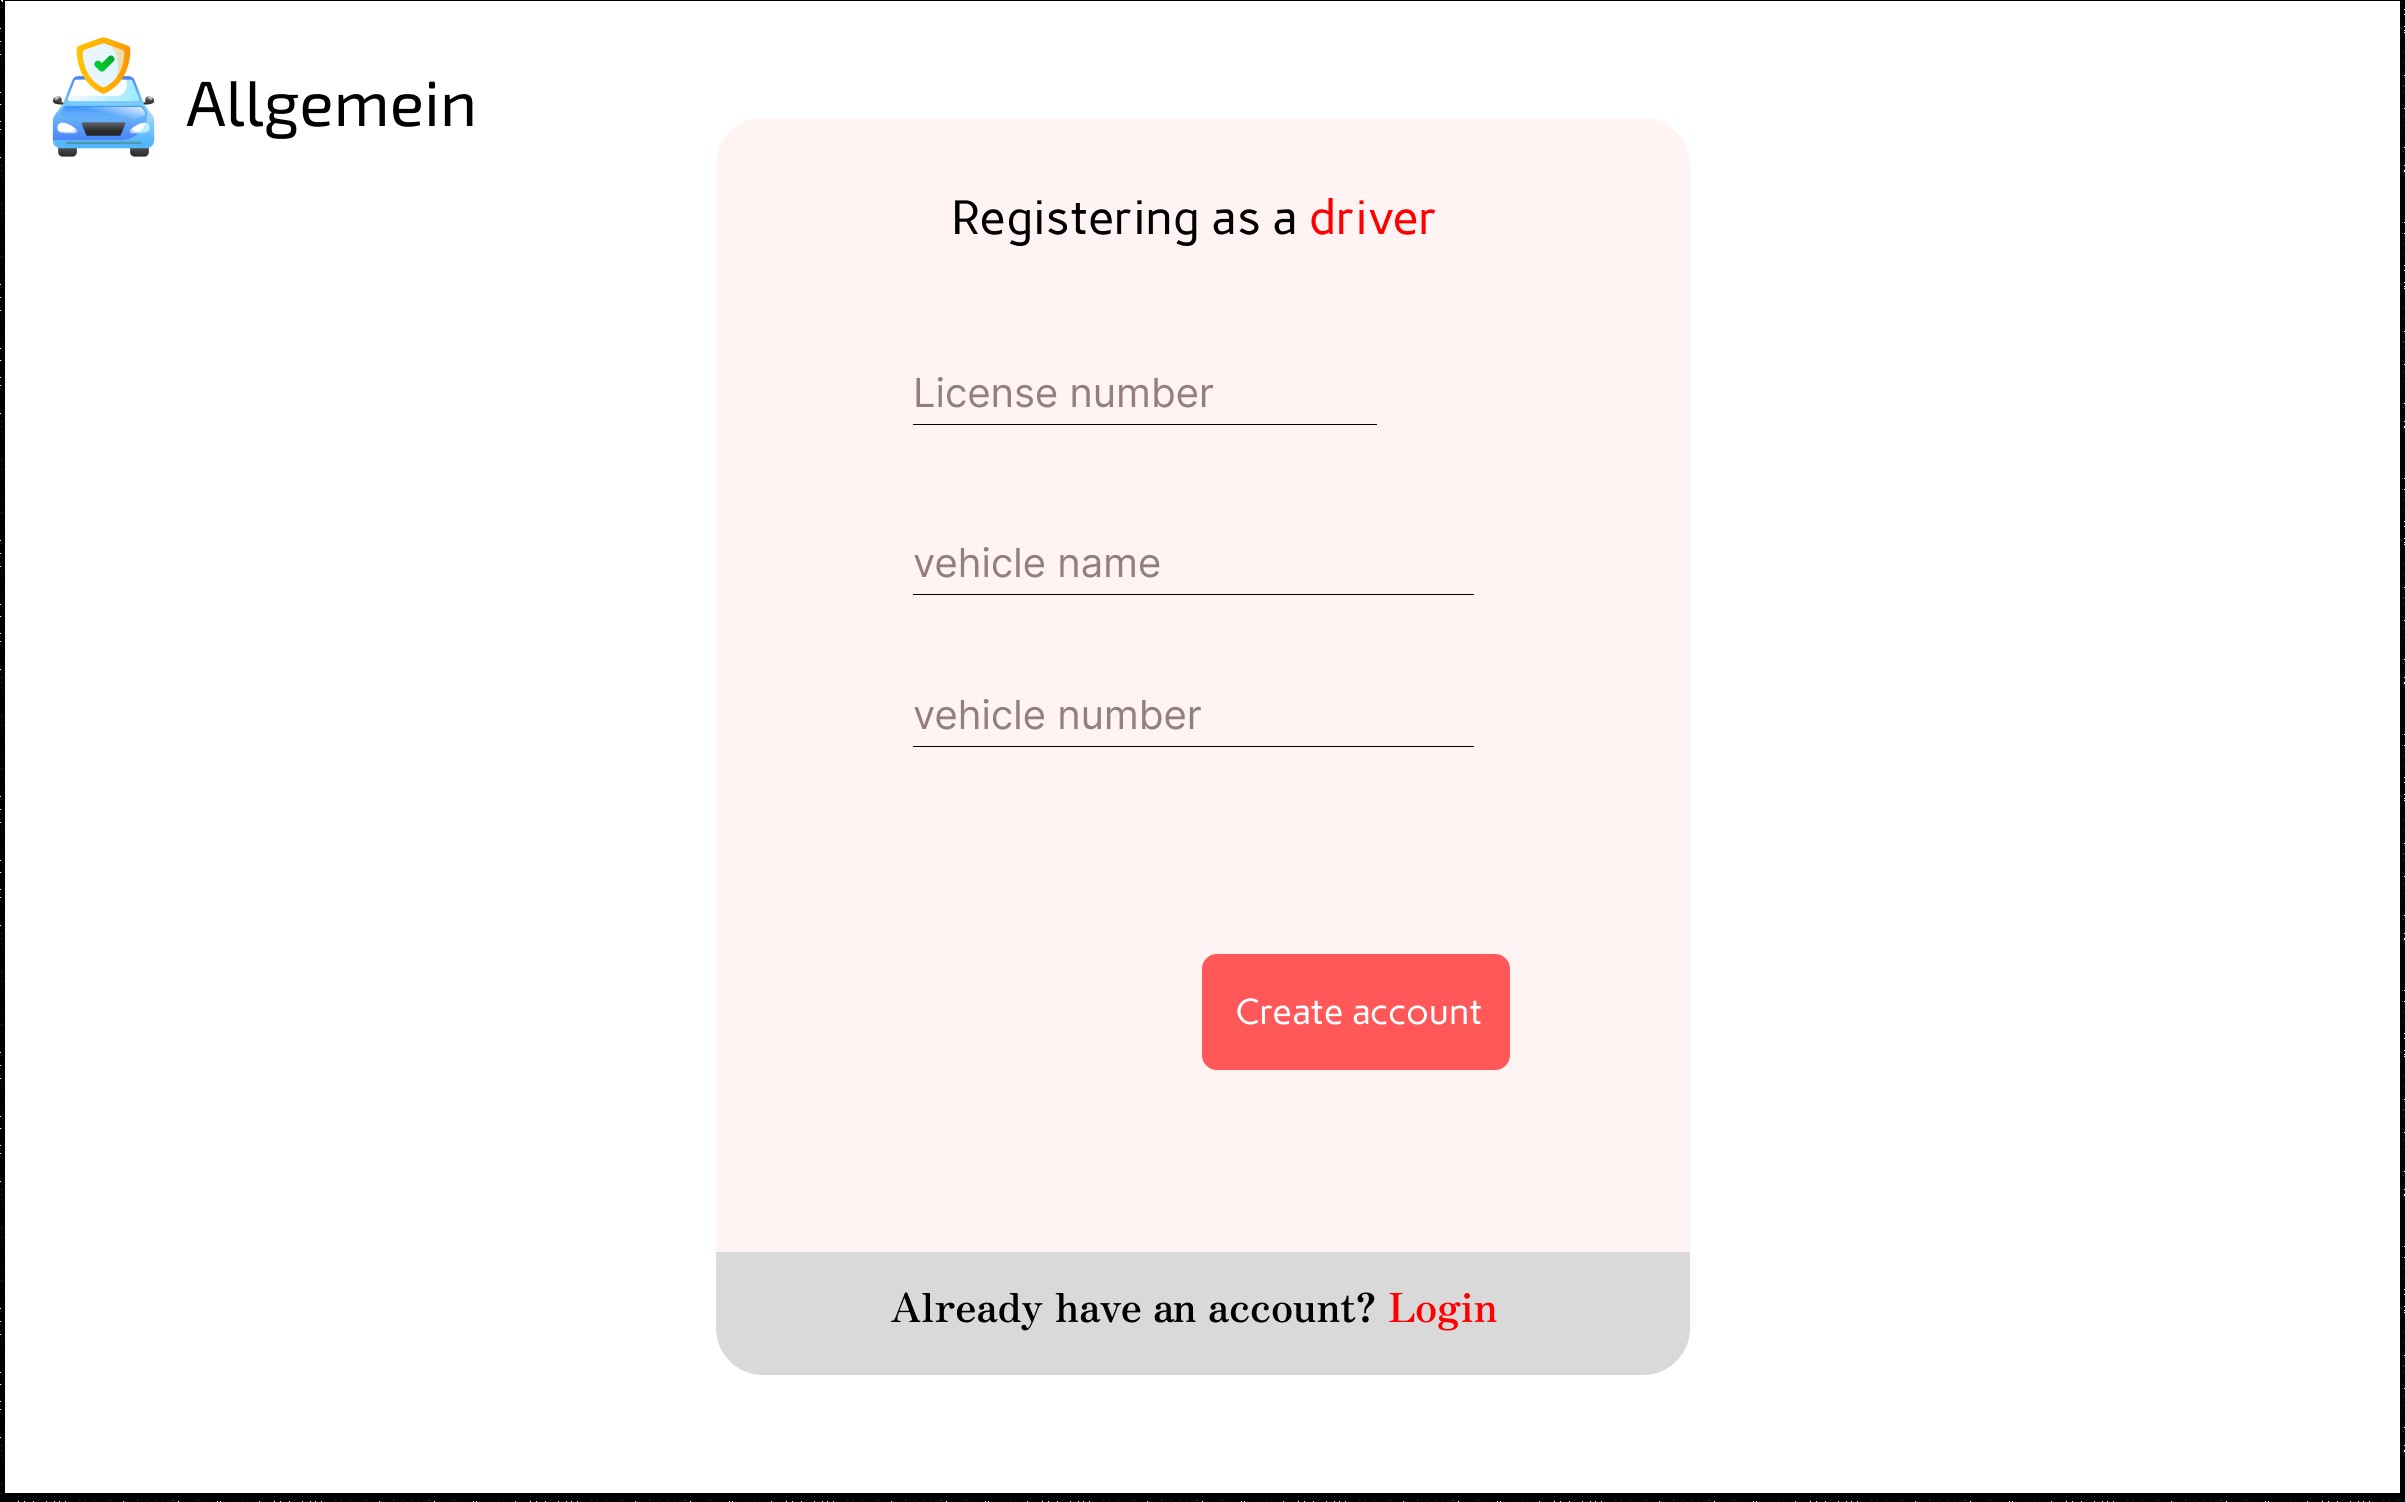 Allgemein
Registering as a driver
License number
vehicle name
vehicle number
Create account
Already have an account? Login